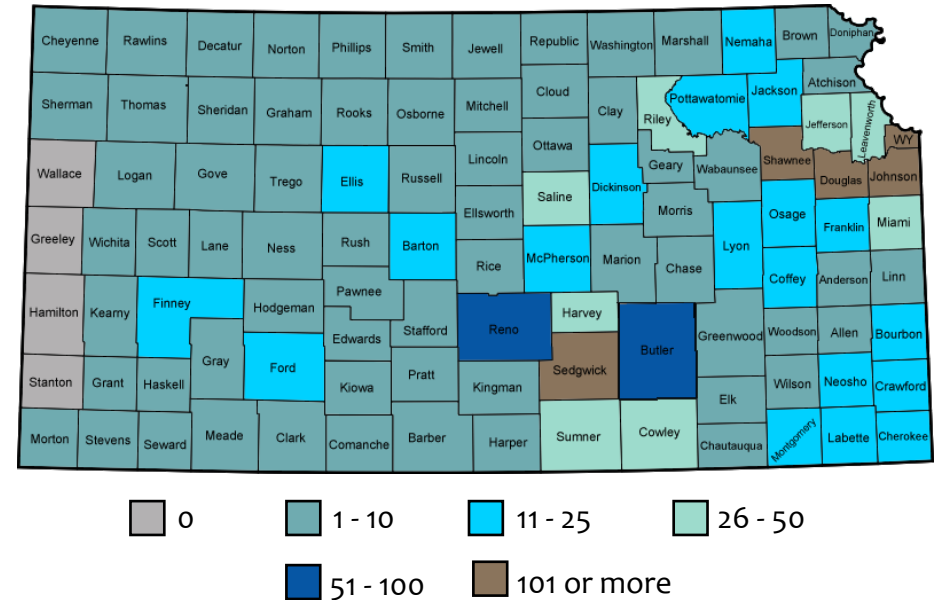 Cheyenne Rawlins Decatur Norton Phillips Smith Jewell Republic Washington Marshall Nemaha Brown Doniphan
Sherman Thomas Sheridan Graham Rooks Osborne Mitchell Cloud Clay Riley Pottawatomie Jackson Atchison
Jefferson Leavenworth WY
Wallace Logan Gove Trego Ellis Russell Lincoln Ottawa Dickinson Geary Wabaunsee Shawnee Douglas Johnson
Ellsworth Saline Morris
Greeley Wichita Scott Lane Ness Rush Barton Rice McPherson Marion Chase Lyon Osage Franklin Miami
Hamilton Kearny Finney Hodgeman Pawnee Coffey Anderson Linn
Edwards Stafford Reno Harvey Butler Greenwood Woodson Allen Bourbon
Stanton Grant Haskell Gray Ford Kiowa Pratt Kingman Sedgwick Elk Wilson Neosho Crawford
Morton Stevens Seward Meade Clark Comanche Barber Harper Sumner Cowley Chautauqua Montgomery Labette Cherokee
0 1 - 10 11 - 25 26 - 50
51 - 100 101 or more